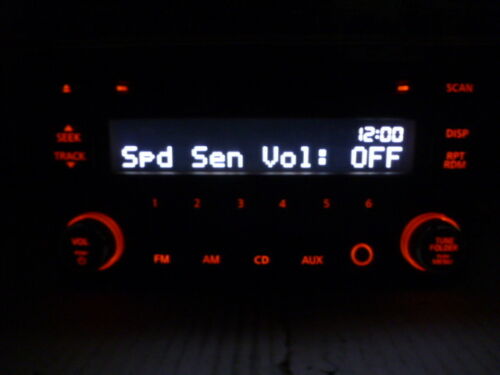 SCAN
12:00
SEEK
DISP
Spd Sen Vol: OFF
TRACK
RPT
RDM
1 2 3 4 5 6
VOL
TUNE
FOLDER
MENU
FM AM CD AUX